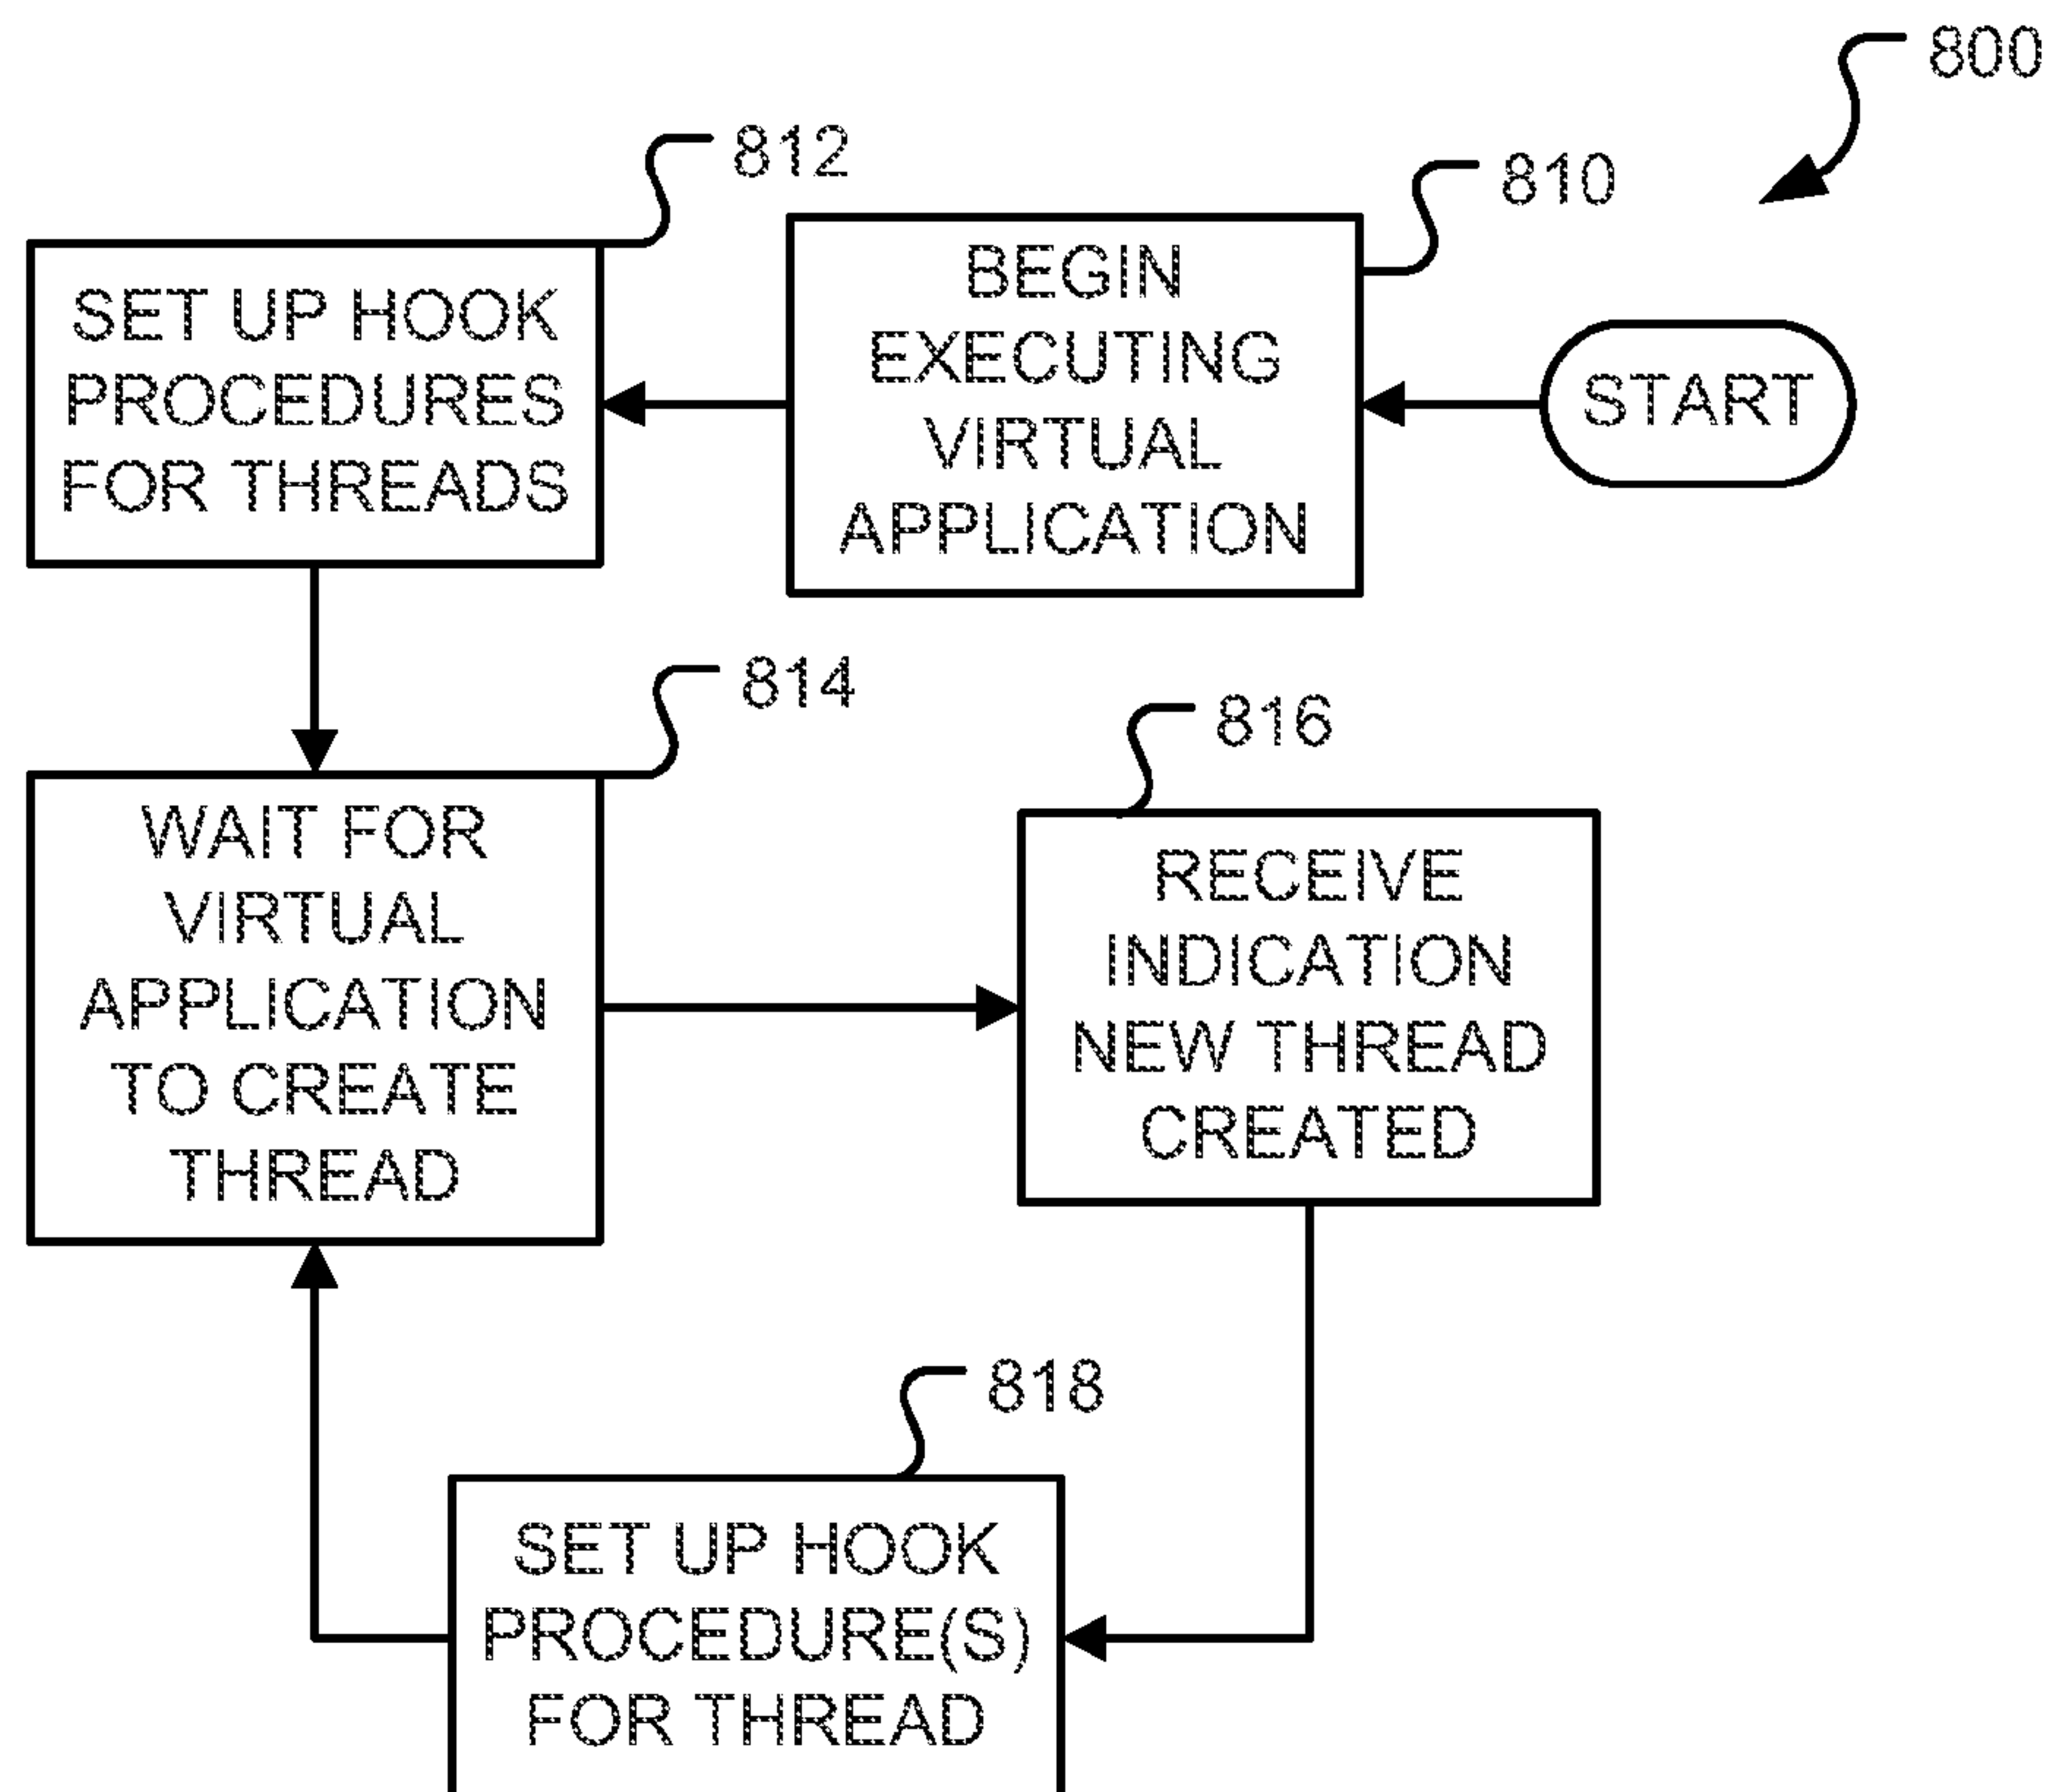 800
812
810
SET UP HOOK
PROCEDURES
FOR THREADS
BEGIN
EXECUTING
VIRTUAL
APPLICATION
START
814
816
WAIT FOR
VIRTUAL
APPLICATION
TO CREATE
THREAD
RECEIVE
INDICATION
NEW THREAD
CREATED
818
SET UP HOOK
PROCEDURE(S)
FOR THREAD